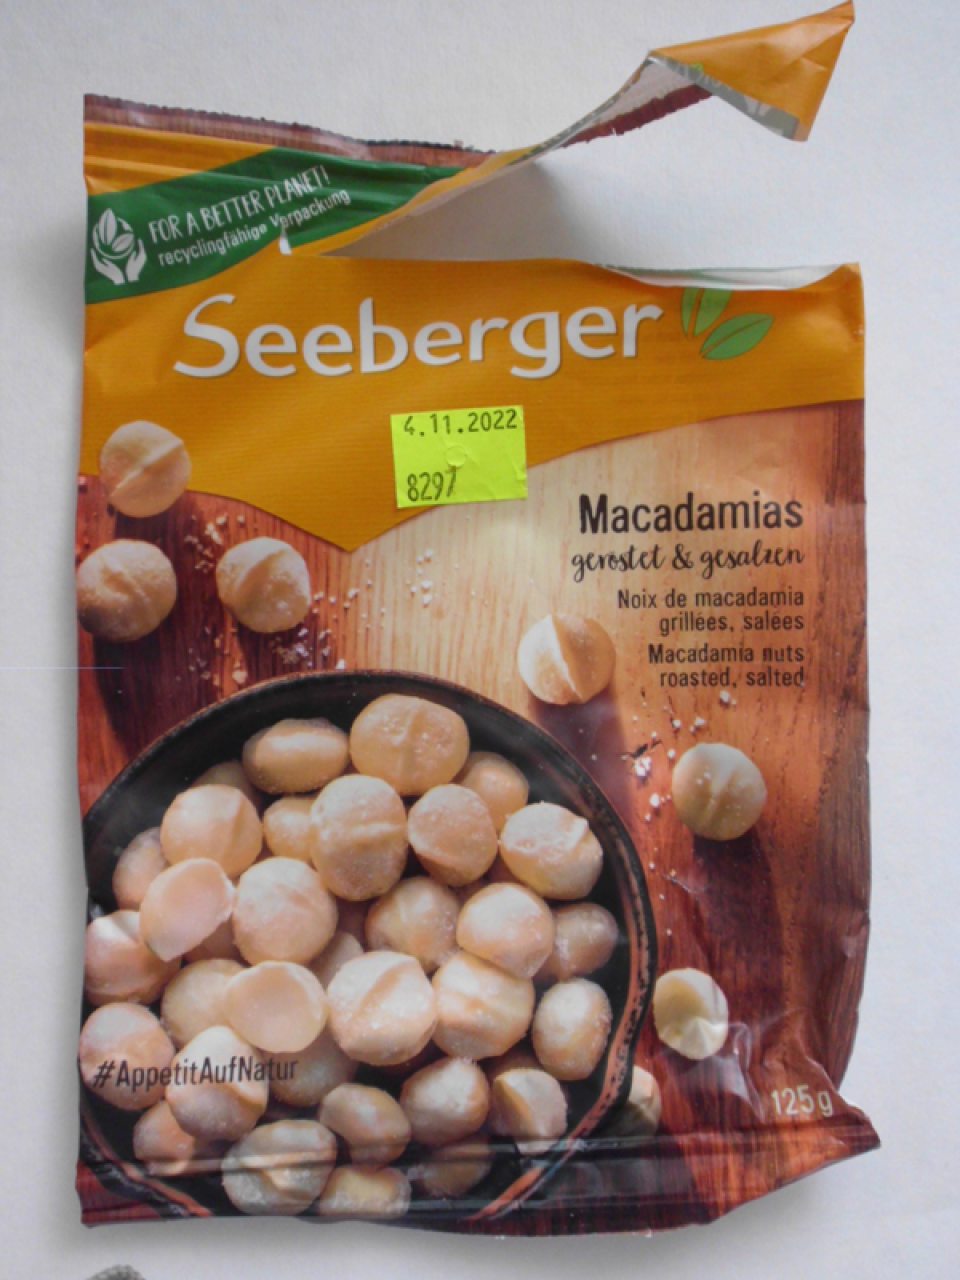 FOR A BETTER PLANET!
recyclingfähige Verpackung
Seeberger
4.11.2022
8297
Macadamias
geröstet & gesalzen
Noix de macadamia
grillées, salées
Macadamia nuts
roasted, salted
#AppetitAufNatur
125g